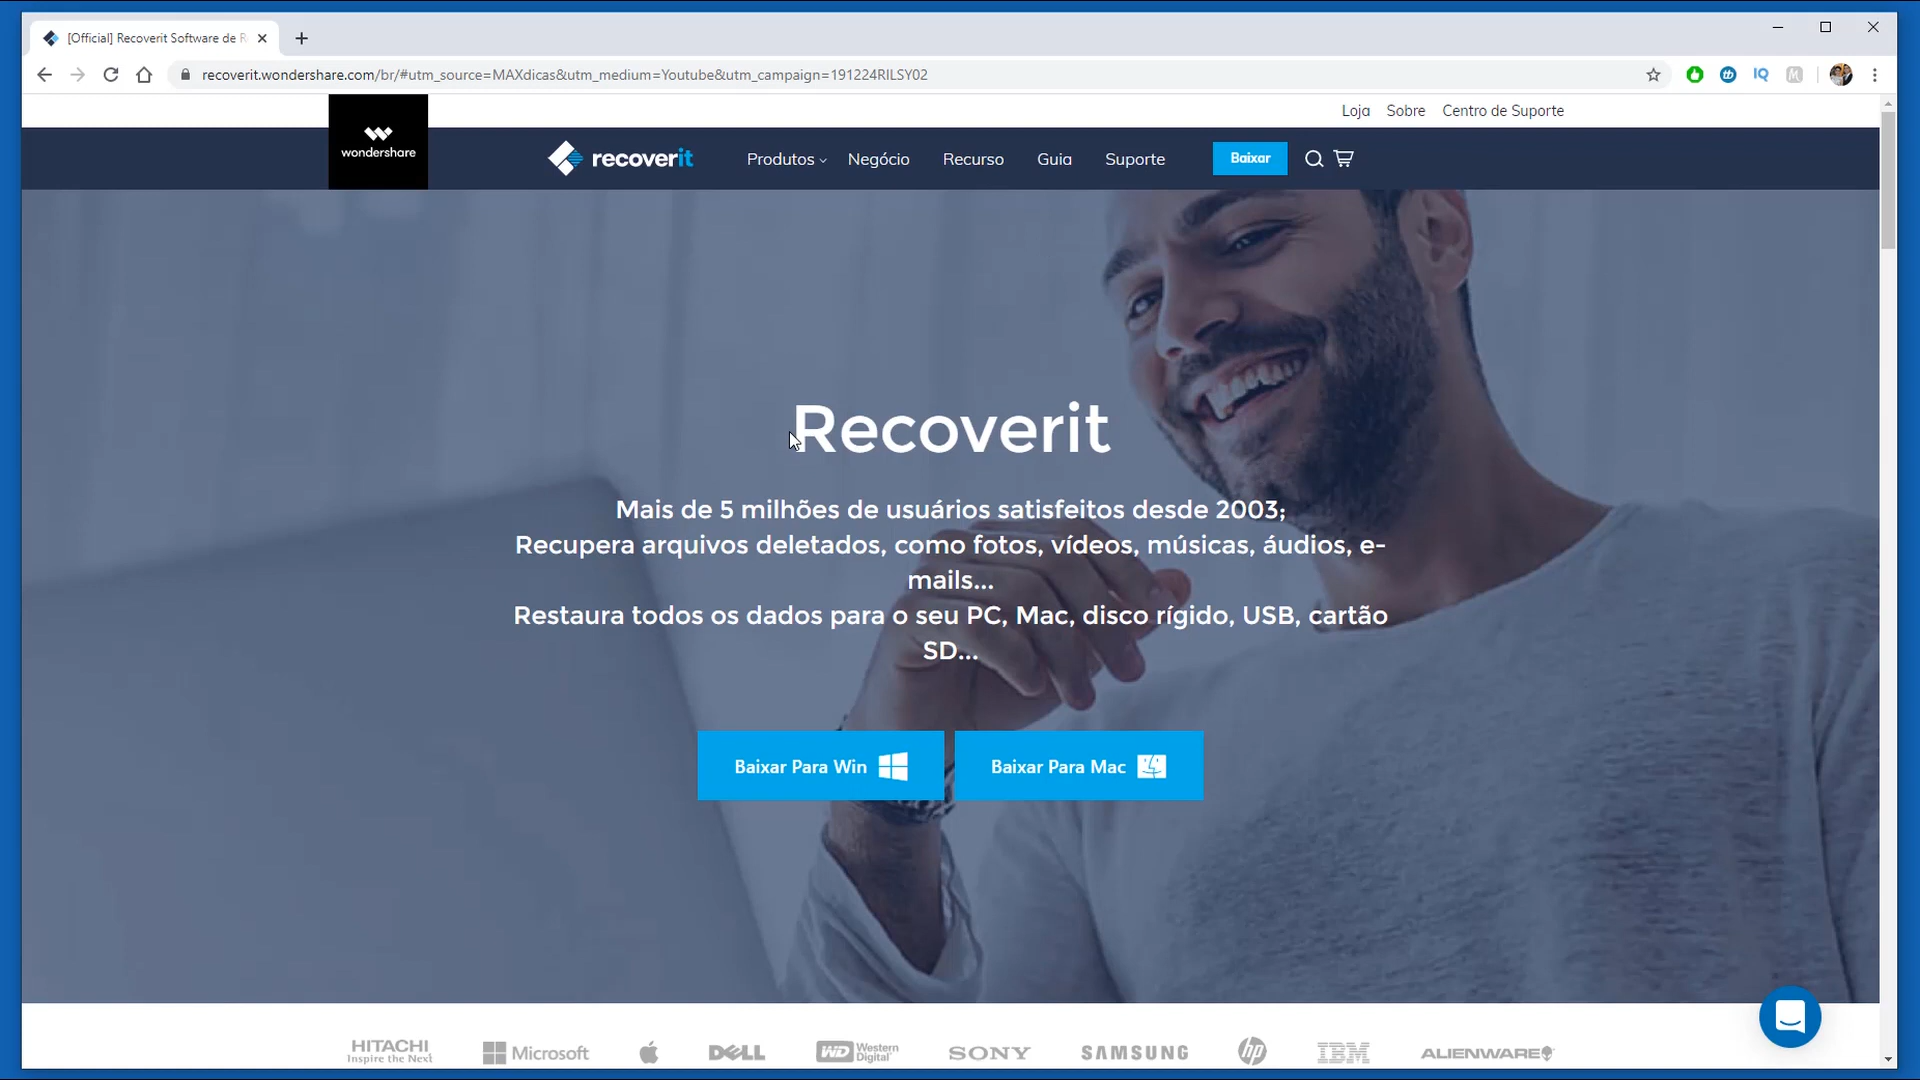 [Official] Recoverit Software de R
recoverit.wondershare.com/br/#utm_source=MAXdicas&utm_medium=Youtube&utm_campaign=191224RILSY02
IQ
Loja Sobre Centro de Suporte
wondershare
recoverit Produtos Negócio Recurso Guia Suporte Baixar
Recoverit
Mais de 5 milhões de usuários satisfeitos desde 2003;
Recupera arquivos deletados, como fotos, vídeos, músicas, áudios, e-
mails...
Restaura todos os dados para o seu PC, Mac, disco rígido, USB, cartão
SD...
Baixar Para Win Baixar Para Mac
HITACHI
Inspire the Next
Microsoft
DELL
WD Western
Digital
SONY
SAMSUNG
hp
IBM
ALIENWARE